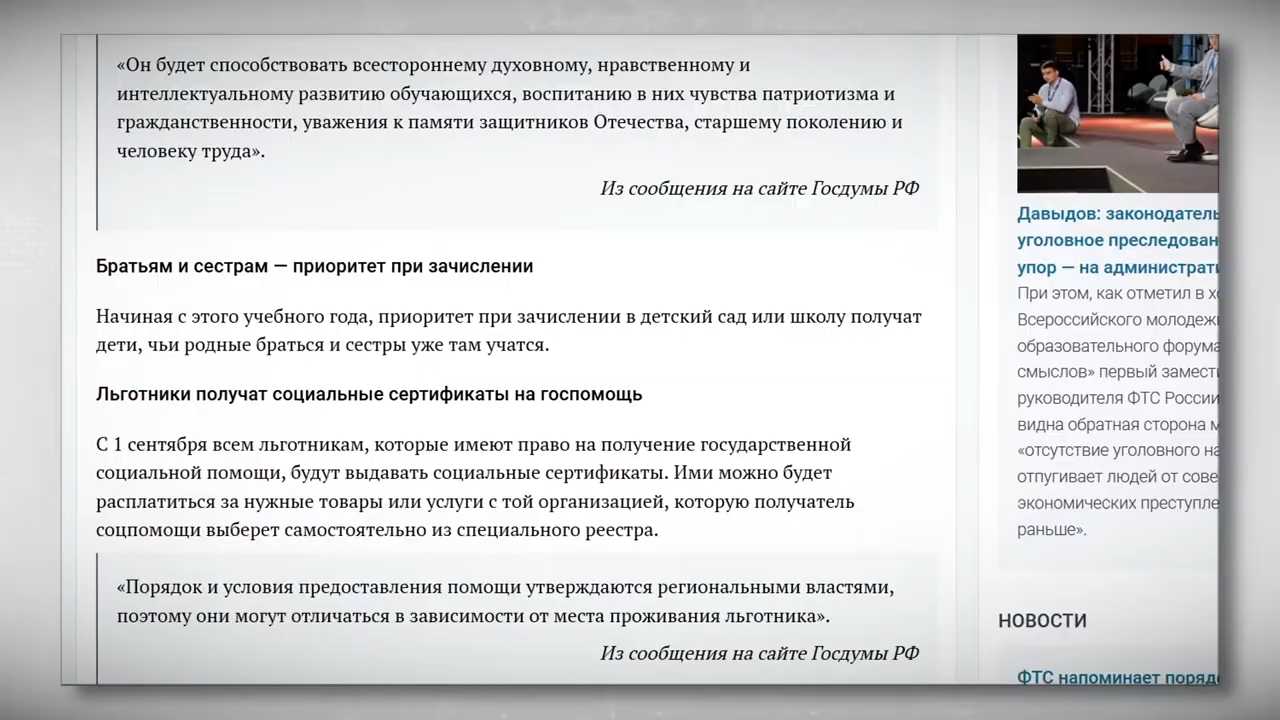 «Он будет способствовать всестороннему духовному, нравственному и
интеллектуальному развитию обучающихся, воспитанию в них чувства патриотизма и
гражданственности, уважения к памяти защитников Отечества, старшему поколению и
человеку труда».
Из сообщения на сайте Госдумы РФ
Братьям и сестрам — приоритет при зачислении
Начиная с этого учебного года, приоритет при зачислении в детский сад или школу получат
дети, чьи родные браться и сестры уже там учатся.
Льготники получат социальные сертификаты на госпомощь
С 1 сентября всем льготникам, которые имеют право на получение государственной
социальной помощи, будут выдавать социальные сертификаты. Ими можно будет
расплатиться за нужные товары или услуги с той организацией, которую получатель
соцпомощи выберет самостоятельно из специального реестра.
«Порядок и условия предоставления помощи утверждаются региональными властями,
поэтому они могут отличаться в зависимости от места проживания льготника».
Из сообщения на сайте Госдумы РФ
Давыдов: законодатель
уголовное преследован
упор — на администрати
При этом, как отметил в х
Всероссийского молодеж
образовательного форума
смыслов» первый замести
руководителя ФТС России
видна обратная сторона м
«отсутствие уголовного на
отпугивает людей от сове
экономических преступле
раньше».
НОВОСТИ
ФТС напоминает поряд